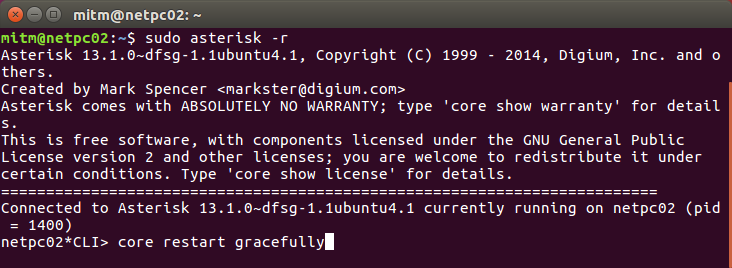 mitm@netpc02: ~
mitm@netpc02:~$ sudo asterisk -r
Asterisk 13.1.0~dfsg-1.1ubuntu4.1, Copyright (C) 1999 - 2014, Digium, Inc. and o
thers.
Created by Mark Spencer <markster@digium.com>
Asterisk comes with ABSOLUTELY NO WARRANTY; type 'core show warranty' for detail
s.
This is free software, with components licensed under the GNU General Public
License version 2 and other licenses; you are welcome to redistribute it under
certain conditions. Type 'core show license' for details.
=========================================================================
Connected to Asterisk 13.1.0~dfsg-1.1ubuntu4.1 currently running on netpc02 (pid
 = 1400)
netpc02*CLI> core restart gracefully